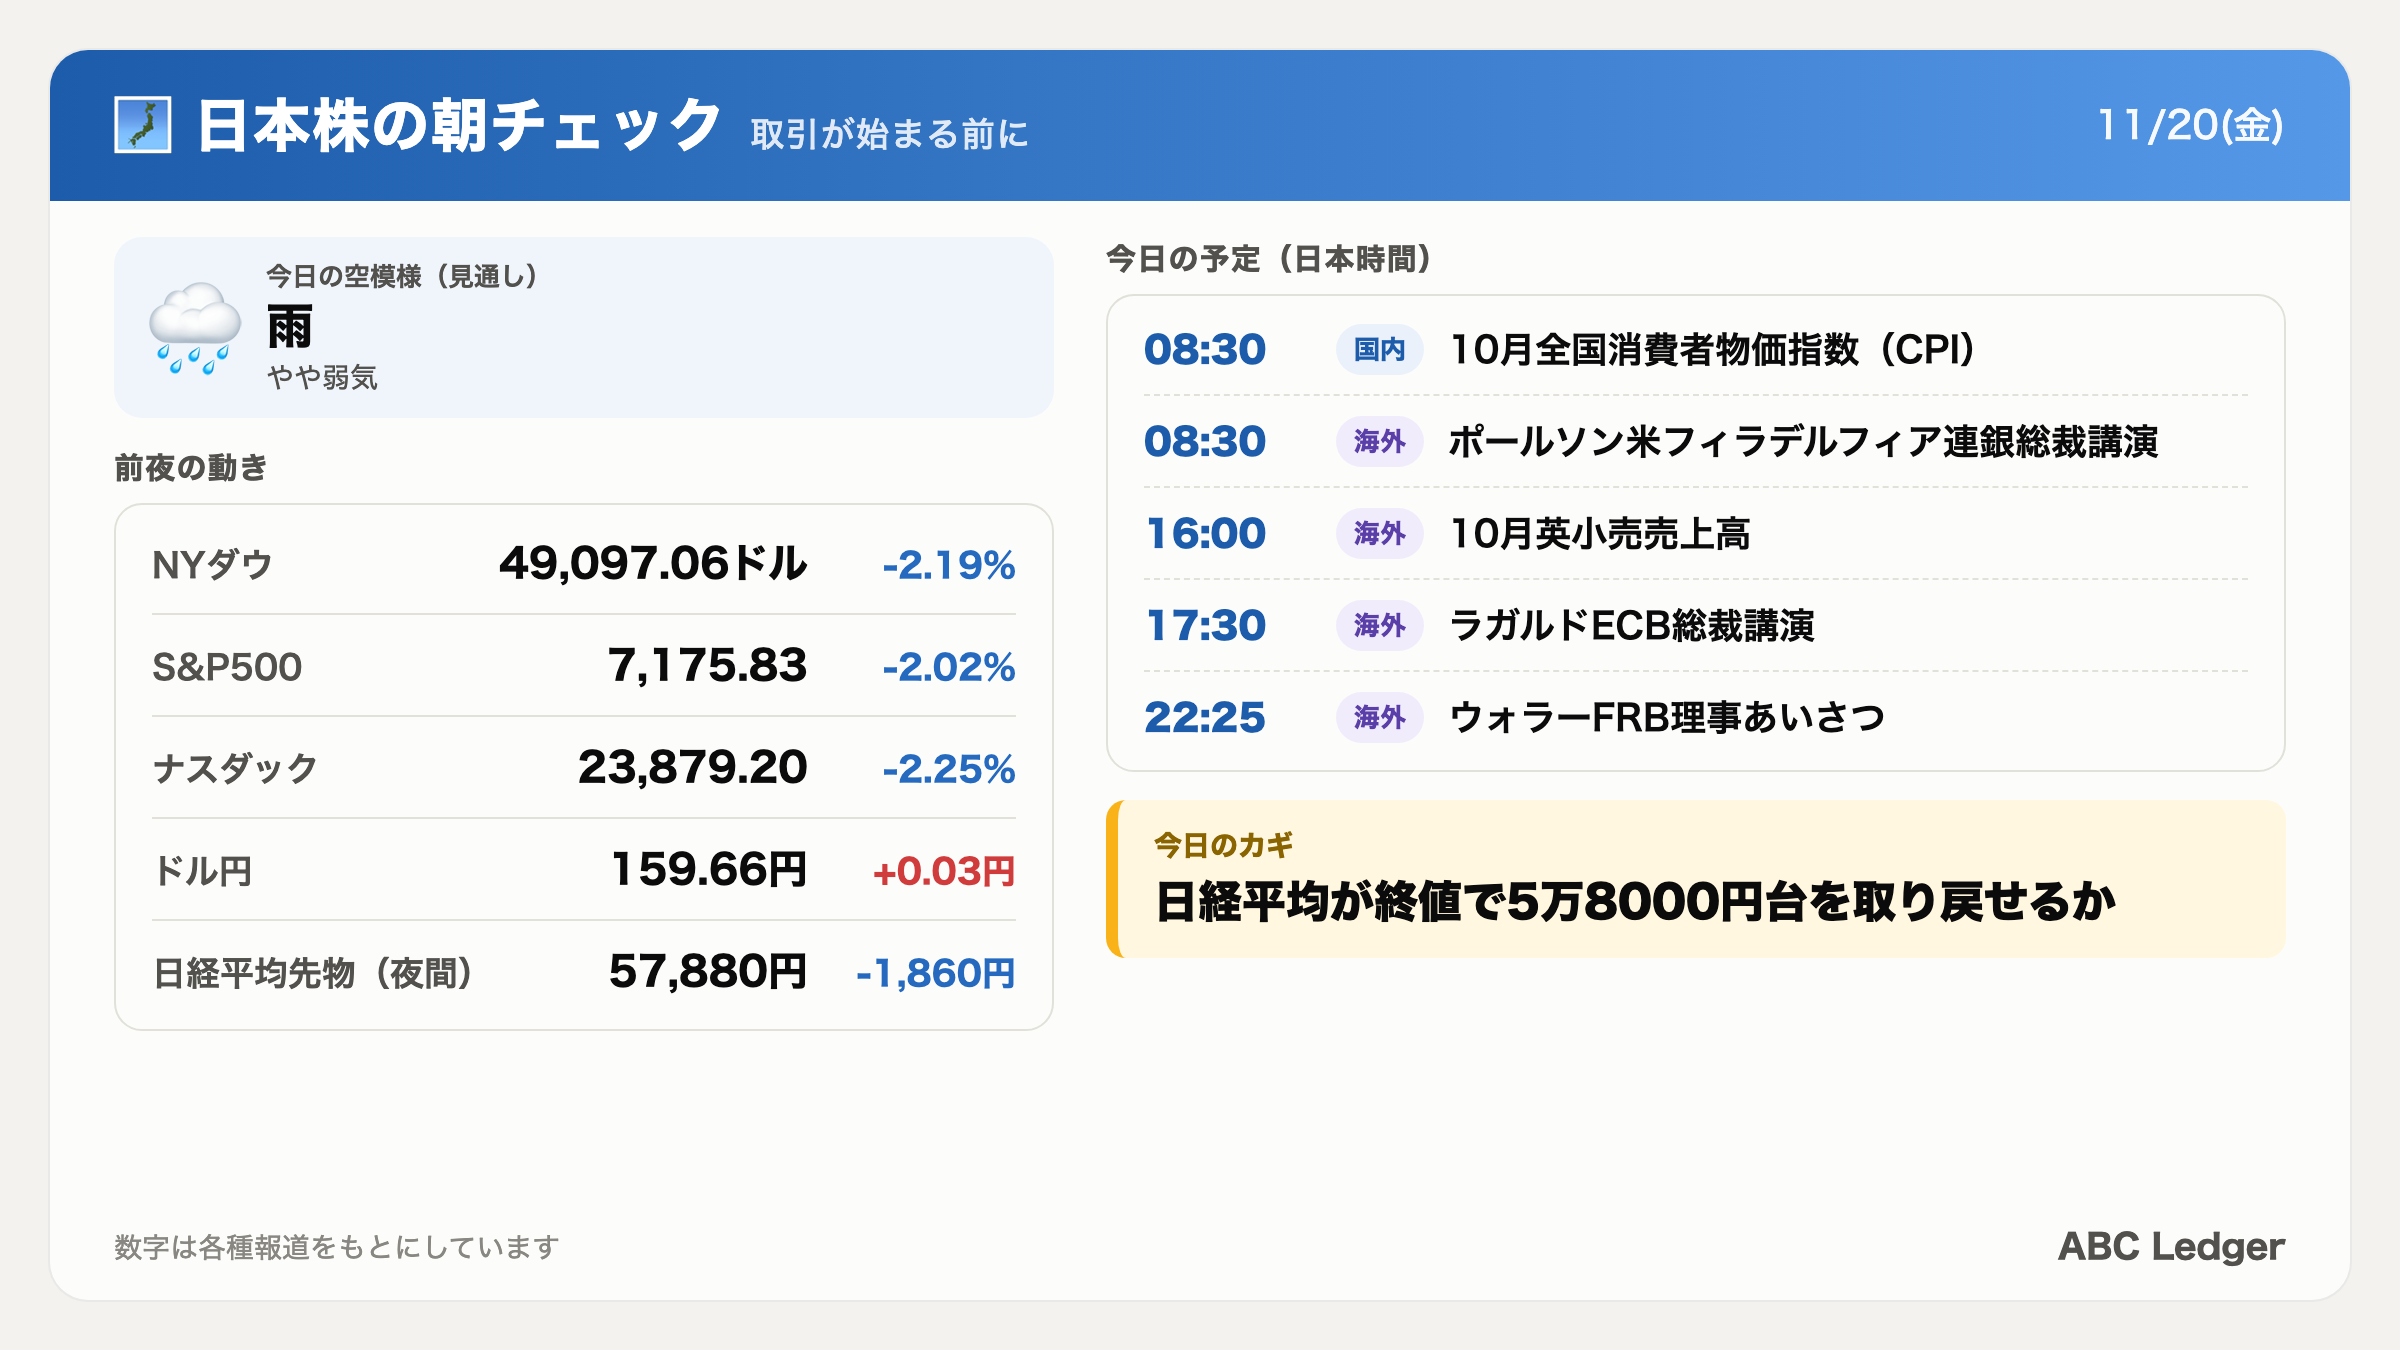 日本株の朝チェック 取引が始まる前に
11/20(金)
今日の空模様（見通し）
雨
やや弱気
前夜の動き
NYダウ 49,097.06ドル -2.19%
S&P500 7,175.83 -2.02%
ナスダック 23,879.20 -2.25%
ドル円 159.66円 +0.03円
日経平均先物（夜間） 57,880円 -1,860円
今日の予定（日本時間）
08:30 国内 10月全国消費者物価指数（CPI）
08:30 海外 ポールソン米フィラデルフィア連銀総裁講演
16:00 海外 10月英小売売上高
17:30 海外 ラガルドECB総裁講演
22:25 海外 ウォラーFRB理事あいさつ
今日のカギ
日経平均が終値で5万8000円台を取り戻せるか
数字は各種報道をもとにしています
ABC Ledger